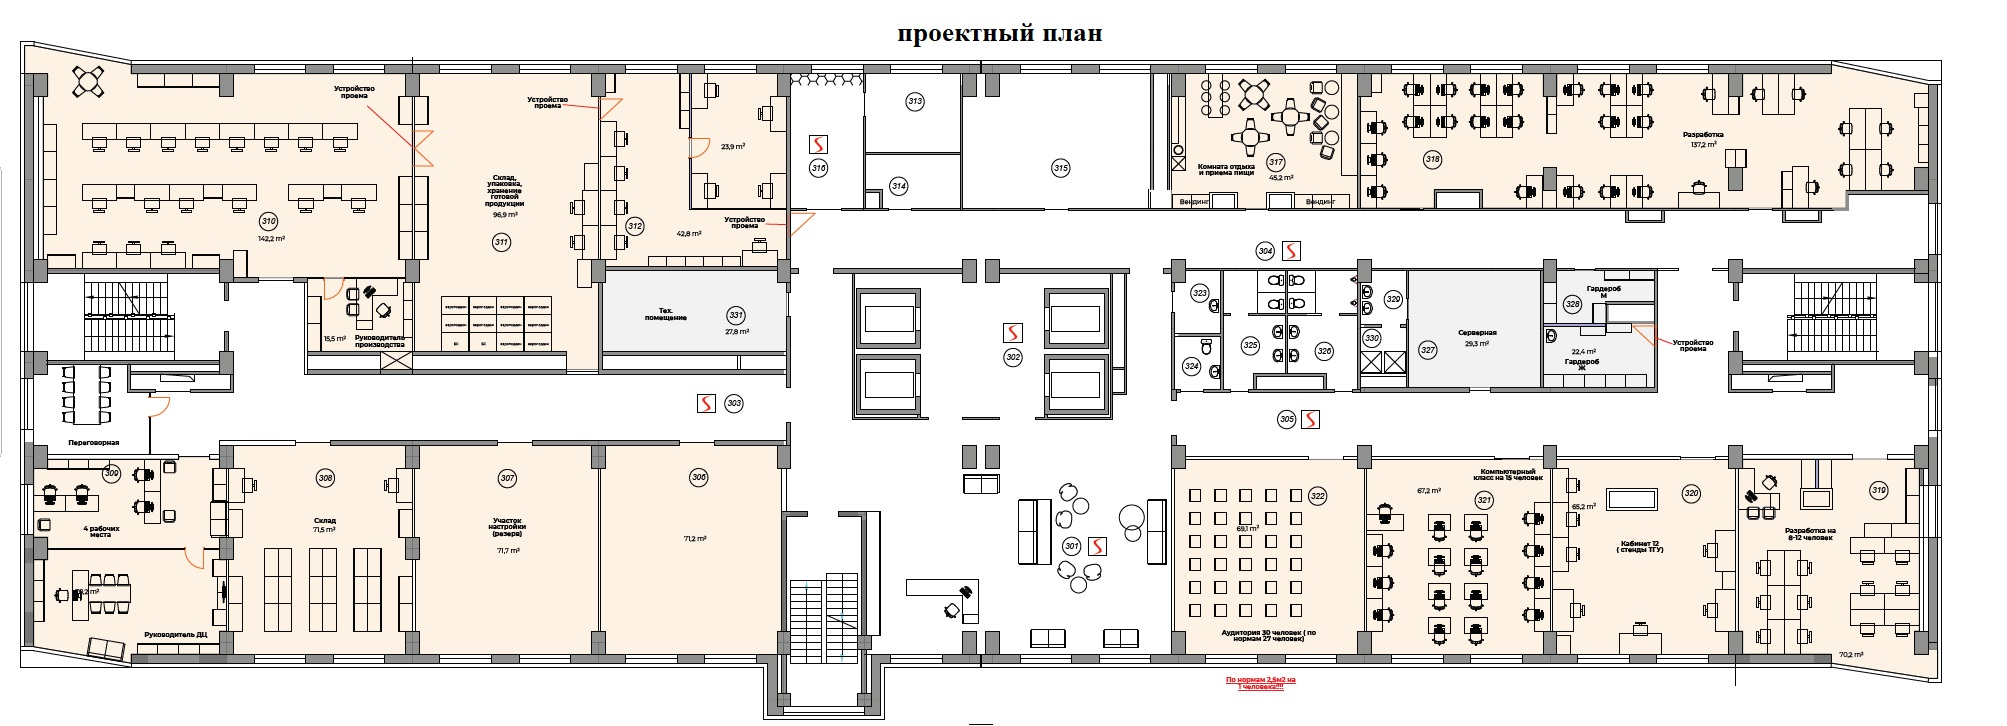 проектный план
Устройство
проема
Устройство
проема
Склад,
упаковка,
хранение
готовой
продукции
96,9 m²
311
310
142,2 m²
23,9 m²
312
42,8 m²
Устройство
проема
316
313
314
315
317
Комната отдыха
и приема пищи
45,2 m²
Вендинг
Вендинг
318
Разработка
137,2 m²
304
15,5 m²
Руководитель
производства
Тех.
помещение
331
27,8 m²
302
323
324
325
326
329
330
327
Серверная
29,3 m²
Гардероб
М
328
22,4 m²
Гардероб
Ж
Устройство
проема
303
305
Переговорная
309
4 рабочих
места
Руководитель ДЦ
308
Склад
71,5 m²
307
Участок
настройки
(резерв)
71,7 m²
306
71,2 m²
301
322
69,1 m²
Аудитория 30 человек ( по
нормам 27 человек)
По нормам 2,5м2 на
1 человека!!!!
Компьютерный
класс на 15 человек
67,2 m²
321
320
65,2 m²
Кабинет 12
( стенды ТГУ)
319
Разработка на
8-12 человек
70,2 m²